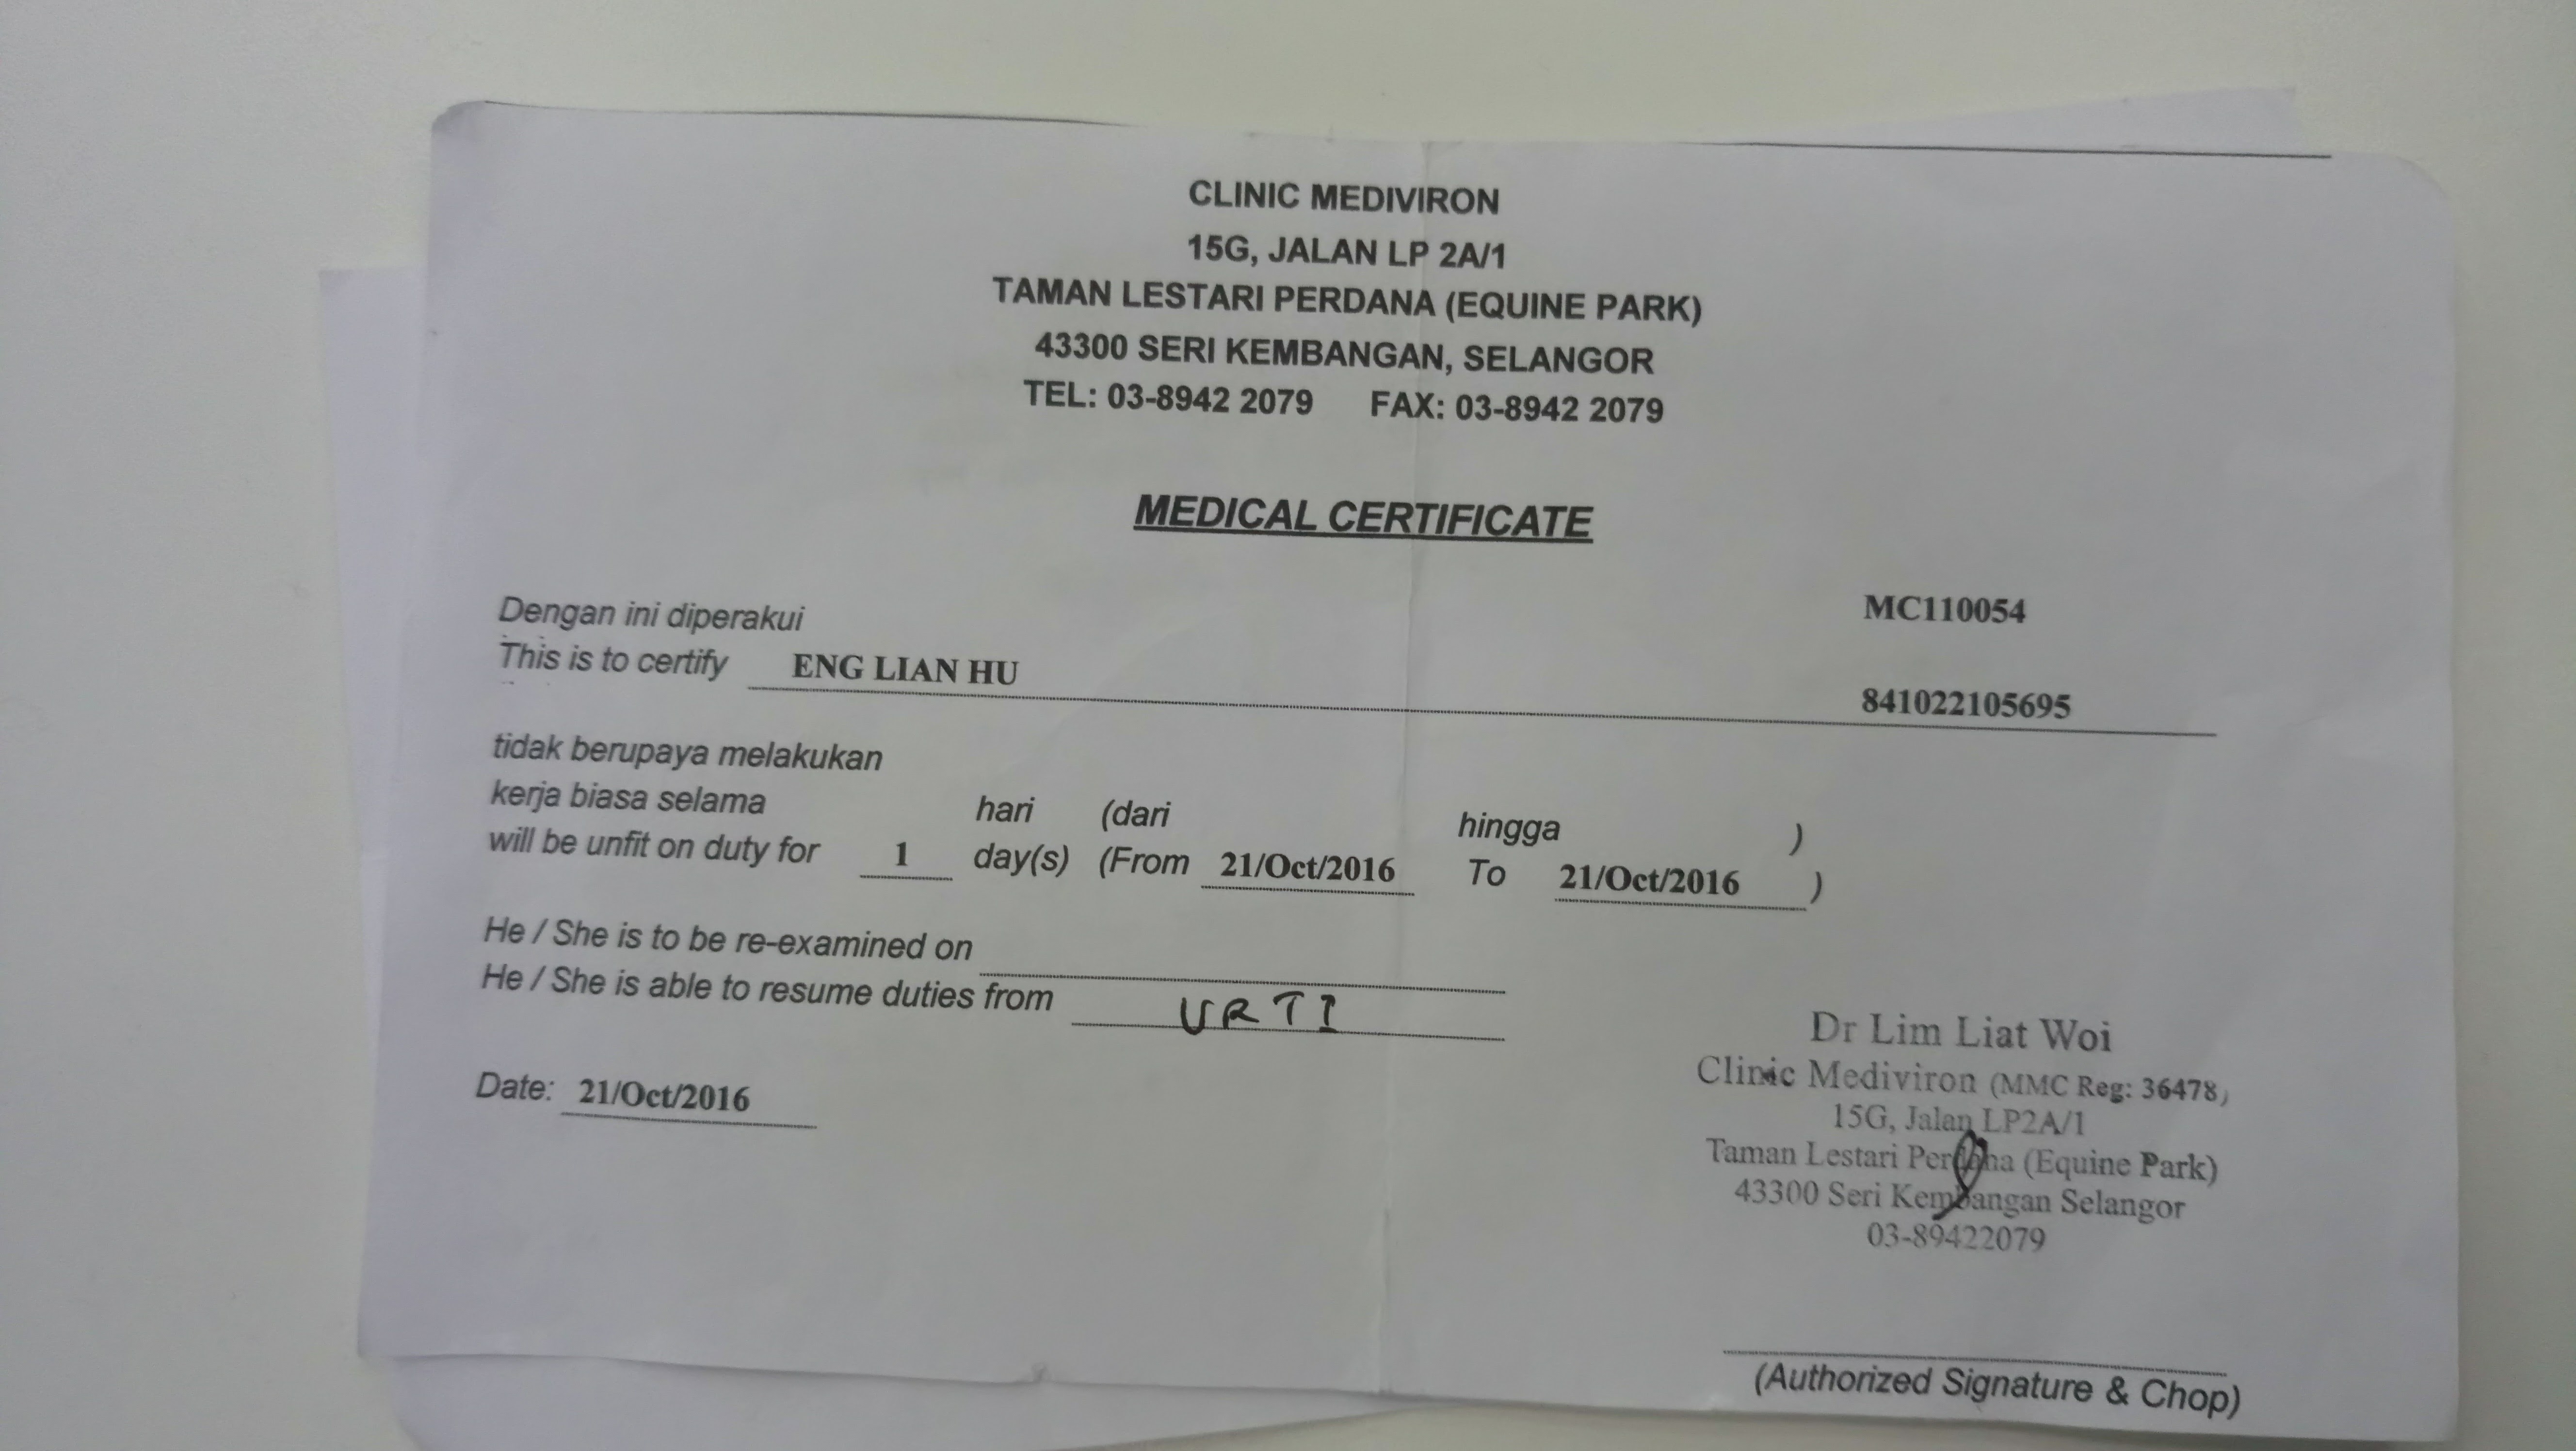 CLINIC MEDIVIRON
15G, JALAN LP 2A/1
TAMAN LESTARI PERDANA (EQUINE PARK)
43300 SERI KEMBANGAN, SELANGOR
TEL: 03-8942 2079 FAX: 03-8942 2079
MEDICAL CERTIFICATE
Dengan ini diperakui MC110054
This is to certify ENG LIAN HU
841022105695
tidak berupaya melakukan
kerja biasa selama hari (dari hingga )
will be unfit on duty for 1 day(s) (From 21/Oct/2016 To 21/Oct/2016 )
He / She is to be re-examined on
He / She is able to resume duties from URTI
Date: 21/Oct/2016
Dr Lim Liat Woi
Clinic Mediviron (MMC Reg: 36478)
15G, Jalan LP2A/1
Taman Lestari Perdana (Equine Park)
43300 Seri Kembangan Selangor
03-89422079
(Authorized Signature & Chop)